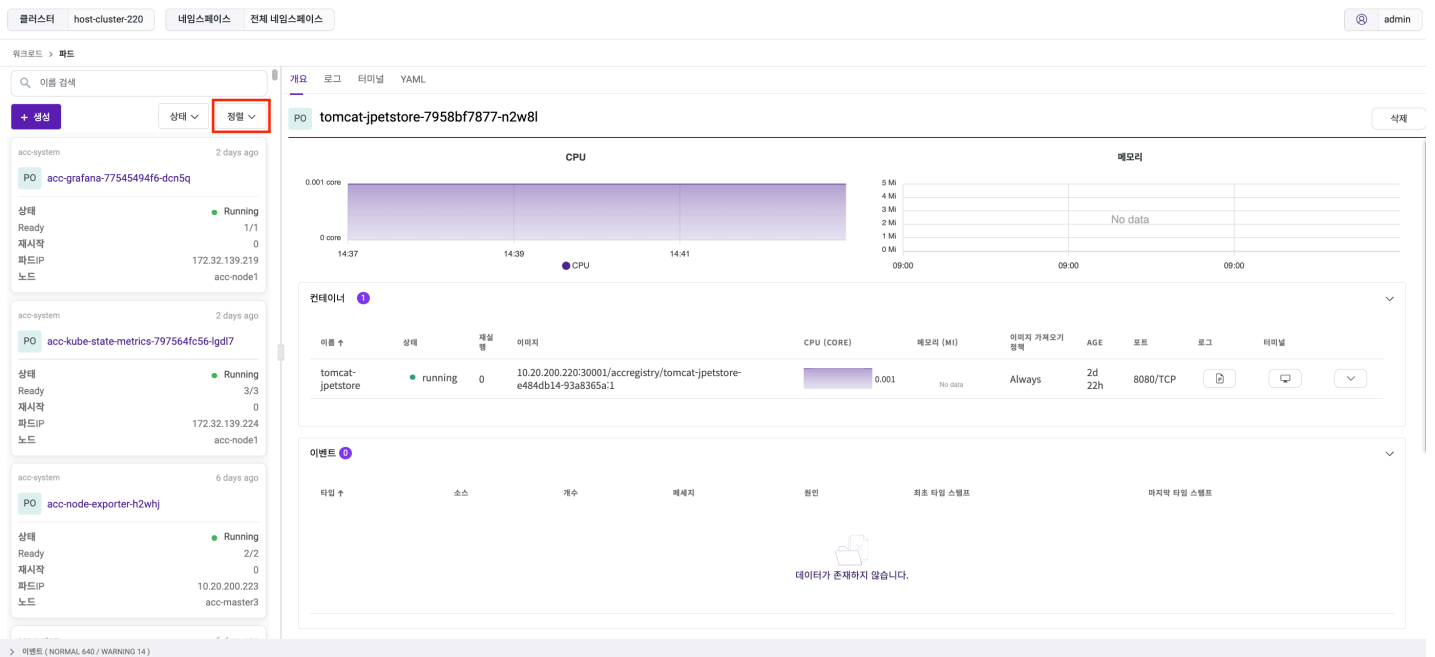 클러스터 host-cluster-220 네임스페이스 전체 네임스페이스 admin
워크로드 > 파드
이름 검색
+ 생성 상태 정렬
acc-system 2 days ago
PO acc-grafana-77545494f6-dcn5q
상태 Running
Ready 1/1
재시작 0
파드IP 172.32.139.219
노드 acc-node1
acc-system 2 days ago
PO acc-kube-state-metrics-797564fc56-lgdl7
상태 Running
Ready 3/3
재시작 0
파드IP 172.32.139.224
노드 acc-node1
acc-system 6 days ago
PO acc-node-exporter-h2whj
상태 Running
Ready 2/2
재시작 0
파드IP 10.20.200.223
노드 acc-master3
개요 로그 터미널 YAML
PO tomcat-jpetstore-7958bf7877-n2w8l 삭제
CPU
0.001 core
0 core
14:37 14:39 14:41
CPU
메모리
5 Mi
4 Mi
3 Mi
2 Mi
1 Mi
0 Mi
No data
09:00 09:00 09:00
컨테이너 1
이름 ↑ 상태 재실행 이미지 CPU (CORE) 메모리 (MI) 이미지 가져오기 정책 AGE 포트 로그 터미널
tomcat-jpetstore running 0 10.20.200.220:30001/accregistry/tomcat-jpetstore-e484db14-93a8365a:1 0.001 No data Always 2d 22h 8080/TCP
이벤트 0
타입 ↑ 소스 개수 메세지 원인 최초 타임 스탬프 마지막 타임 스탬프
데이터가 존재하지 않습니다.
> 이벤트 ( NORMAL 640 / WARNING 14 )